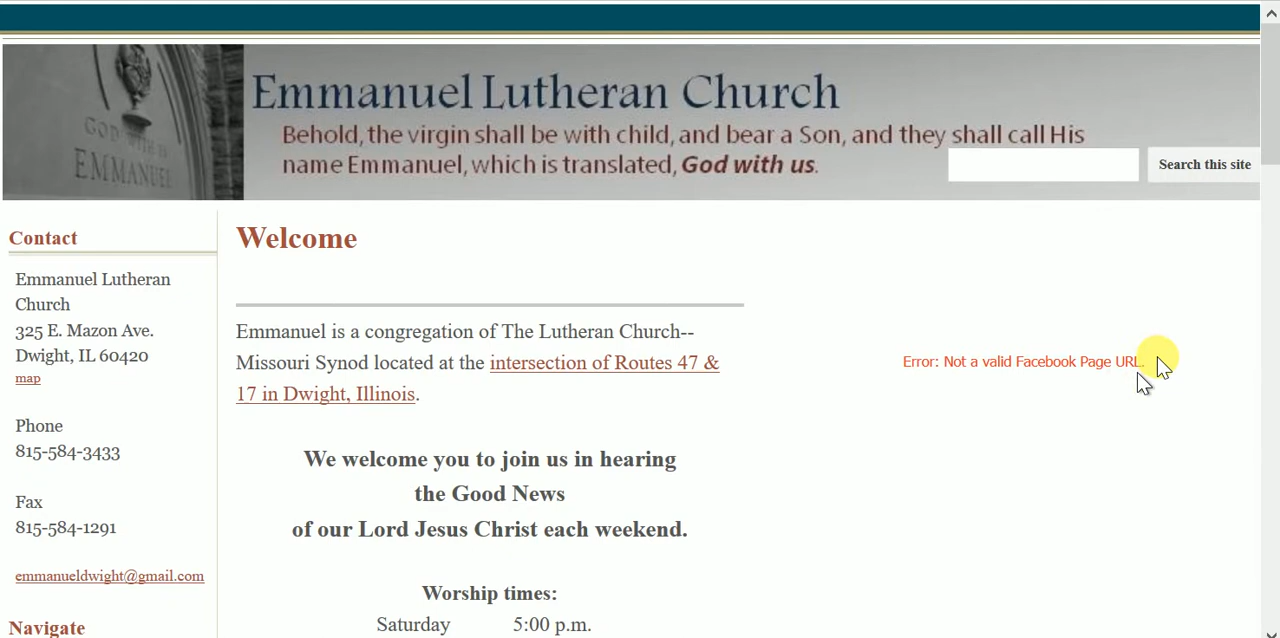 GOD WITH US
EMMANUEL
Emmanuel Lutheran Church
Behold, the virgin shall be with child, and bear a Son, and they shall call His
name Emmanuel, which is translated, God with us.
Search this site
Contact
Emmanuel Lutheran
Church
325 E. Mazon Ave.
Dwight, IL 60420
map
Phone
815-584-3433
Fax
815-584-1291
emmanueldwight@gmail.com
Navigate
Welcome
Emmanuel is a congregation of The Lutheran Church--
Missouri Synod located at the intersection of Routes 47 &
17 in Dwight, Illinois.
We welcome you to join us in hearing
the Good News
of our Lord Jesus Christ each weekend.
Worship times:
Saturday 5:00 p.m.
Error: Not a valid Facebook Page URL.